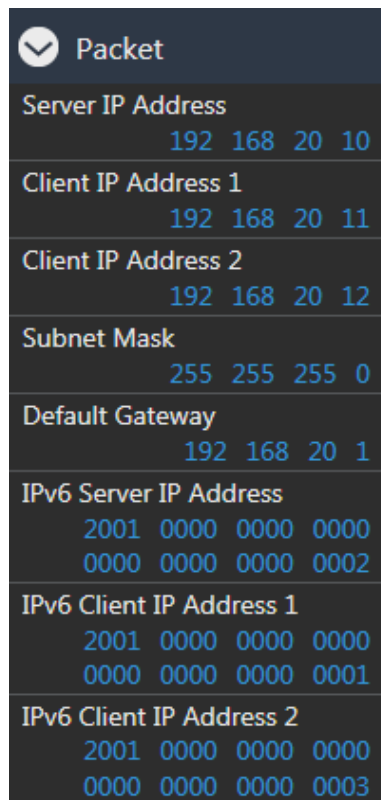 Packet
Server IP Address
192 168 20 10
Client IP Address 1
192 168 20 11
Client IP Address 2
192 168 20 12
Subnet Mask
255 255 255 0
Default Gateway
192 168 20 1
IPv6 Server IP Address
2001 0000 0000 0000
0000 0000 0000 0002
IPv6 Client IP Address 1
2001 0000 0000 0000
0000 0000 0000 0001
IPv6 Client IP Address 2
2001 0000 0000 0000
0000 0000 0000 0003